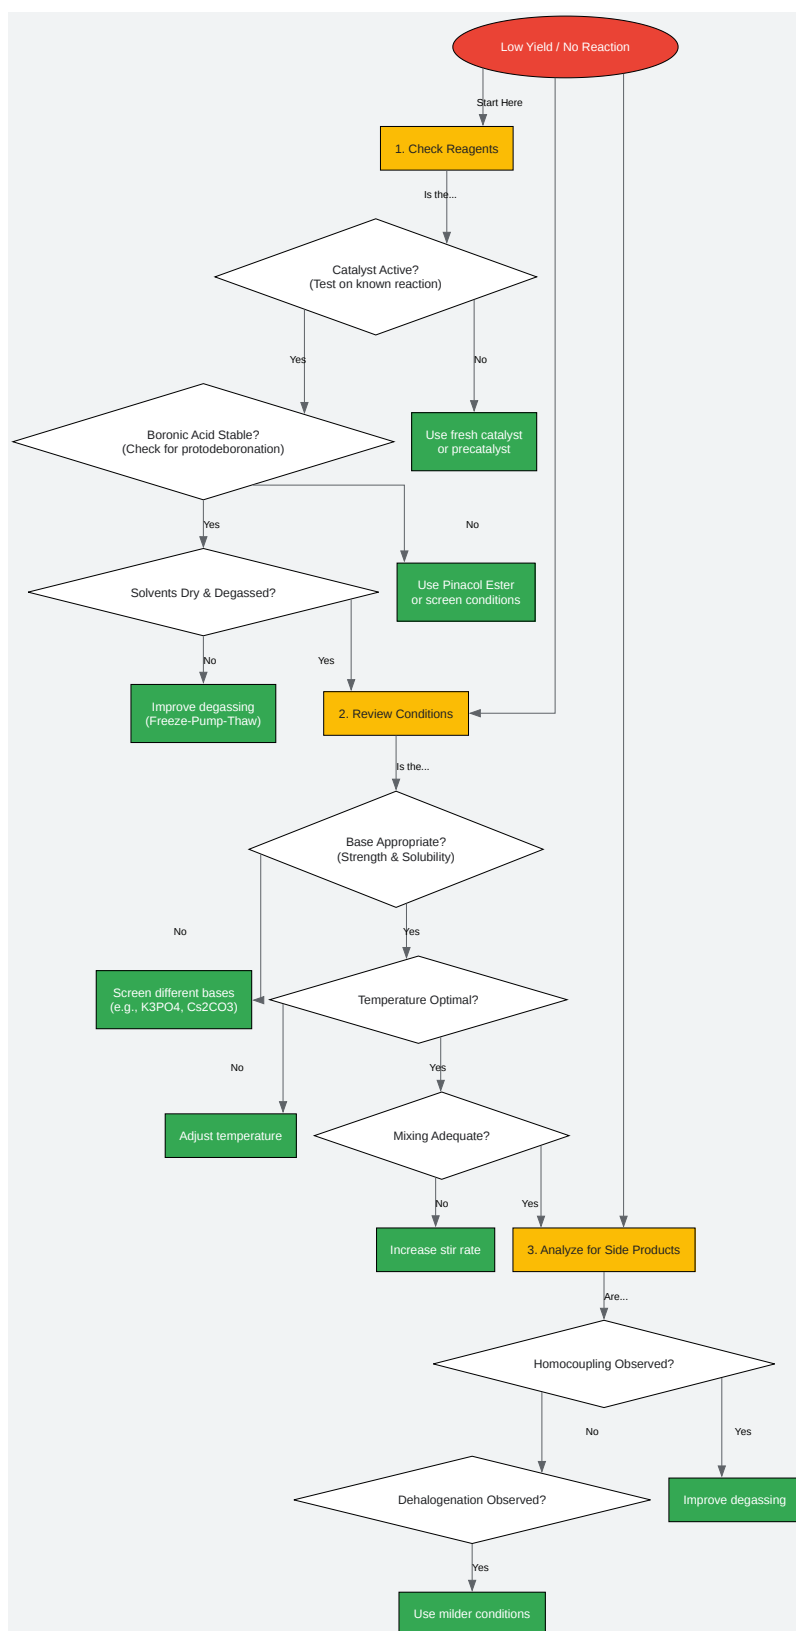 Low Yield / No Reaction
Start Here
1. Check Reagents
Is the...
Catalyst Active?
(Test on known reaction)
Yes
No
Boronic Acid Stable?
(Check for protodeboronation)
Use fresh catalyst
or precatalyst
Yes
No
Solvents Dry & Degassed?
Use Pinacol Ester
or screen conditions
No
Yes
Improve degassing
(Freeze-Pump-Thaw)
2. Review Conditions
Is the...
Base Appropriate?
(Strength & Solubility)
No
Yes
Screen different bases
(e.g., K3PO4, Cs2CO3)
Temperature Optimal?
No
Yes
Adjust temperature
Mixing Adequate?
No
Yes
Increase stir rate
3. Analyze for Side Products
Are...
Homocoupling Observed?
No
Yes
Dehalogenation Observed?
Improve degassing
Yes
Use milder conditions